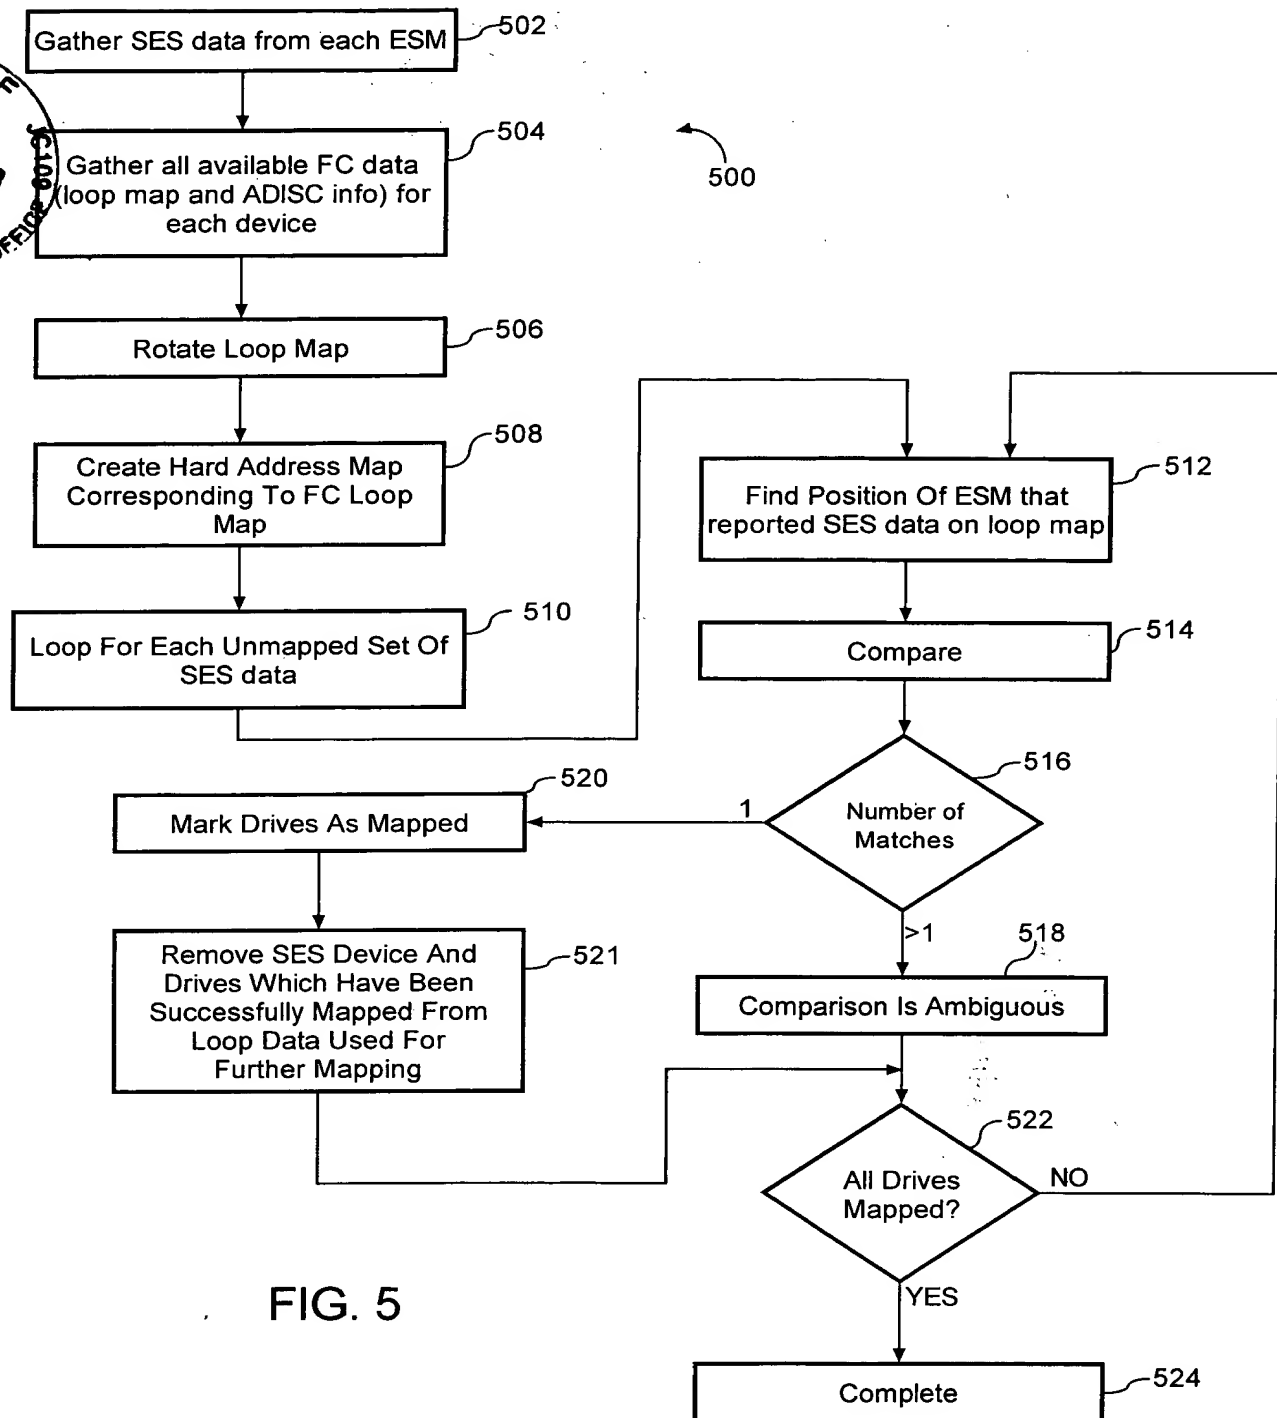 Gather SES data from each ESM
502
Gather all available FC data
(loop map and ADISC info) for
each device
504
500
Rotate Loop Map
506
Create Hard Address Map
Corresponding To FC Loop
Map
508
Loop For Each Unmapped Set Of
SES data
510
Find Position Of ESM that
reported SES data on loop map
512
Compare
514
Number of
Matches
516
1
>1
Mark Drives As Mapped
520
Remove SES Device And
Drives Which Have Been
Successfully Mapped From
Loop Data Used For
Further Mapping
521
Comparison Is Ambiguous
518
All Drives
Mapped?
522
NO
YES
Complete
524
FIG. 5